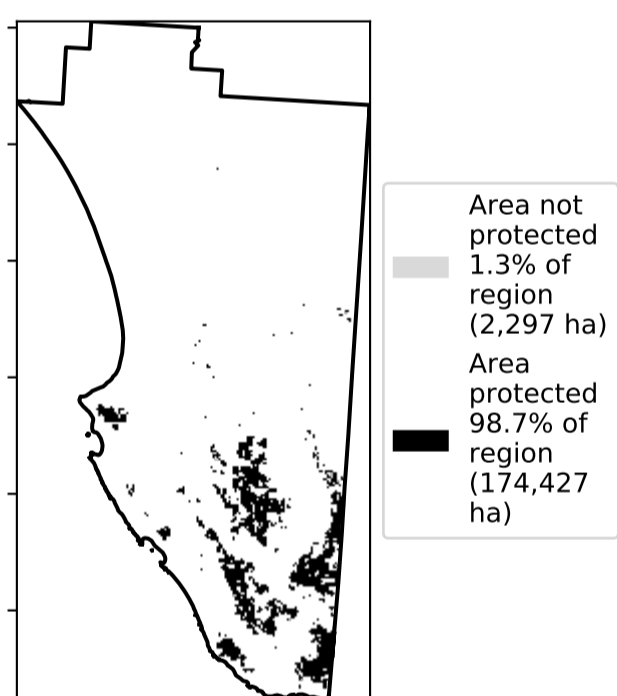 Area not
protected
1.3% of
region
(2,297 ha)
Area
protected
98.7% of
region
(174,427
ha)